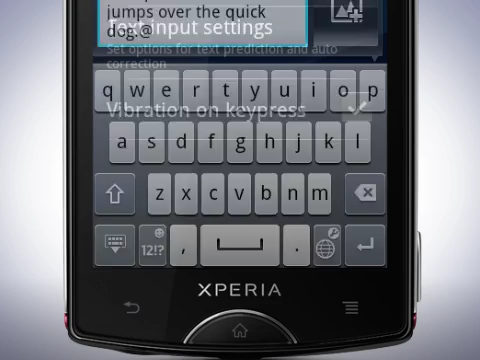 jumps over the quick
dog.@
Text input settings
Set options for text prediction and auto
correction
q w e r t y u i o p
Vibration on keypress
a s d f g h j k l
z x c v b n m
12!? , .
XPERIA